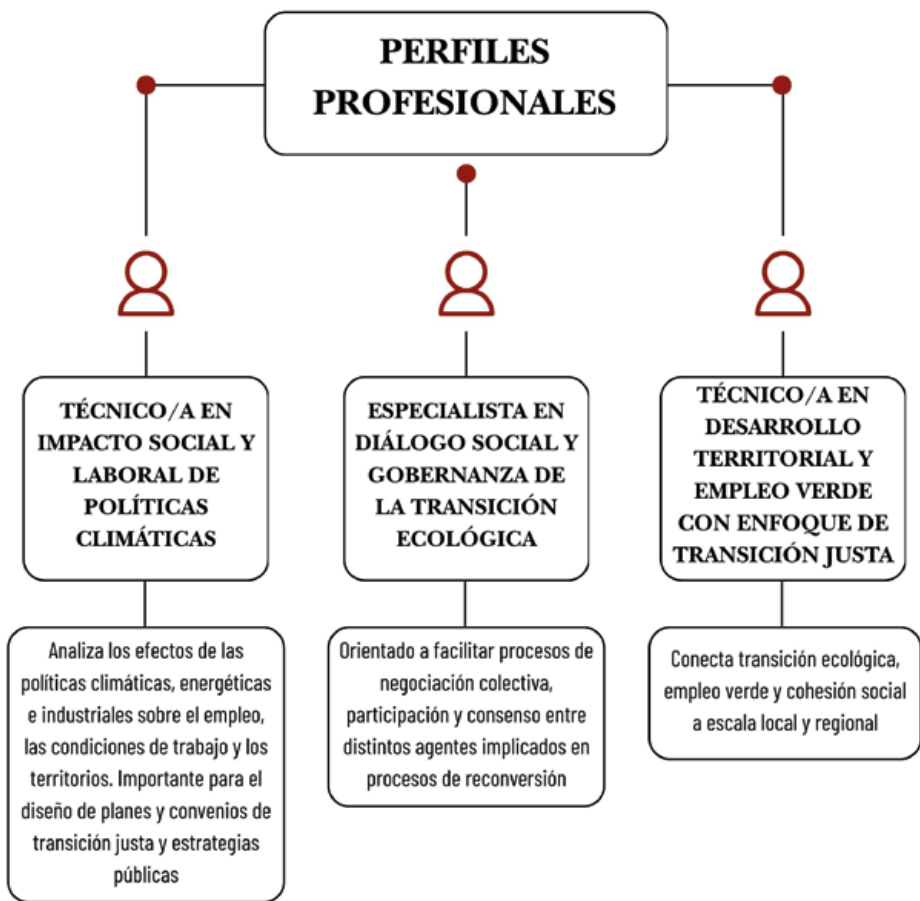 PERFILES
PROFESIONALES
TÉCNICO/A EN
IMPACTO SOCIAL Y
LABORAL DE
POLÍTICAS
CLIMÁTICAS
Analiza los efectos de las
políticas climáticas, energéticas
e industriales sobre el empleo,
las condiciones de trabajo y los
territorios. Importante para el
diseño de planes y convenios de
transición justa y estrategias
públicas
ESPECIALISTA EN
DIÁLOGO SOCIAL Y
GOBERNANZA DE
LA TRANSICIÓN
ECOLÓGICA
Orientado a facilitar procesos de
negociación colectiva,
participación y consenso entre
distintos agentes implicados en
procesos de reconversión
TÉCNICO/A EN
DESARROLLO
TERRITORIAL Y
EMPLEO VERDE
CON ENFOQUE DE
TRANSICIÓN JUSTA
Conecta transición ecológica,
empleo verde y cohesión social
a escala local y regional